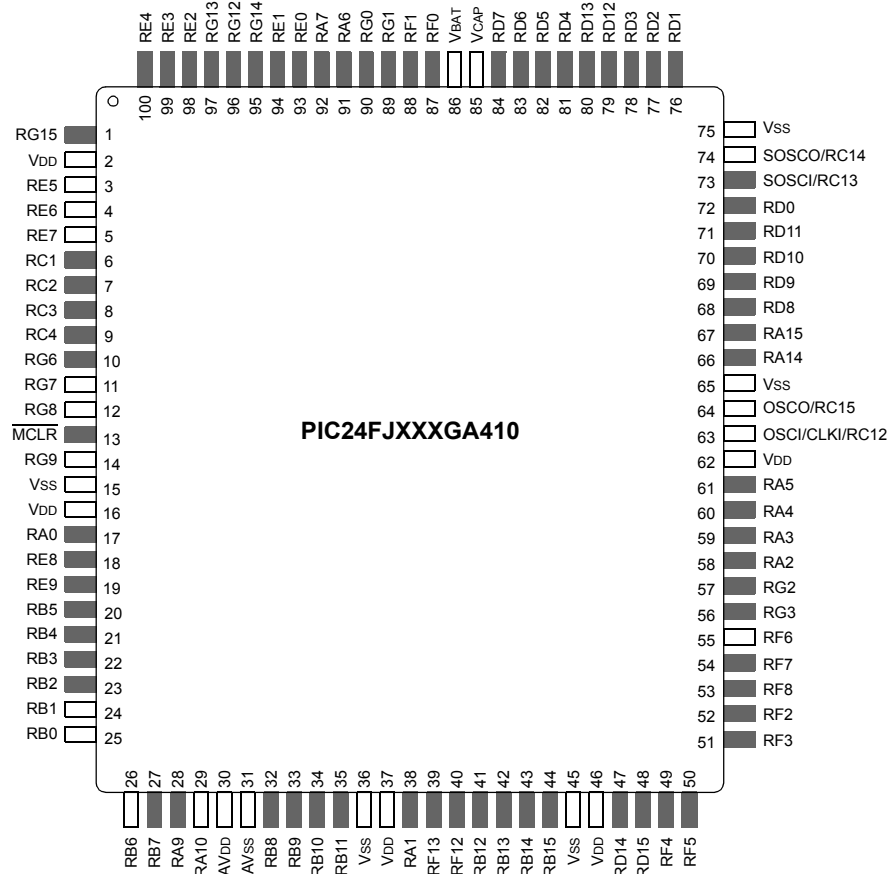 RE4 RE3 RE2 RG13 RG12 RG14 RE1 RE0 RA7 RA6 RG0 RG1 RF1 RF0 VBAT VCAP RD7 RD6 RD5 RD4 RD13 RD12 RD3 RD2 RD1
100 99 98 97 96 95 94 93 92 91 90 89 88 87 86 85 84 83 82 81 80 79 78 77 76
RG15 1
VDD 2
RE5 3
RE6 4
RE7 5
RC1 6
RC2 7
RC3 8
RC4 9
RG6 10
RG7 11
RG8 12
MCLR 13
RG9 14
VSS 15
VDD 16
RA0 17
RE8 18
RE9 19
RB5 20
RB4 21
RB3 22
RB2 23
RB1 24
RB0 25
PIC24FJXXXGA410
75 VSS
74 SOSCO/RC14
73 SOSCI/RC13
72 RD0
71 RD11
70 RD10
69 RD9
68 RD8
67 RA15
66 RA14
65 VSS
64 OSCO/RC15
63 OSCI/CLKI/RC12
62 VDD
61 RA5
60 RA4
59 RA3
58 RA2
57 RG2
56 RG3
55 RF6
54 RF7
53 RF8
52 RF2
51 RF3
26 27 28 29 30 31 32 33 34 35 36 37 38 39 40 41 42 43 44 45 46 47 48 49 50
RB6 RB7 RA9 RA10 AVDD AVSS RB8 RB9 RB10 RB11 VSS VDD RA1 RF13 RF12 RB12 RB13 RB14 RB15 VSS VDD RD14 RD15 RF4 RF5